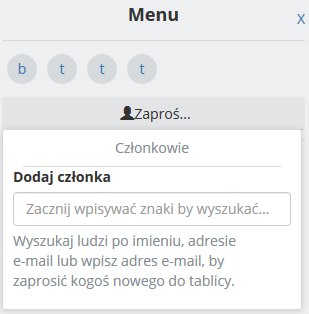 Menu
x
b t t t
Zaproś...
Członkowie
Dodaj członka
Zacznij wpisywać znaki by wyszukać...
Wyszukaj ludzi po imieniu, adresie
e-mail lub wpisz adres e-mail, by
zaprosić kogoś nowego do tablicy.